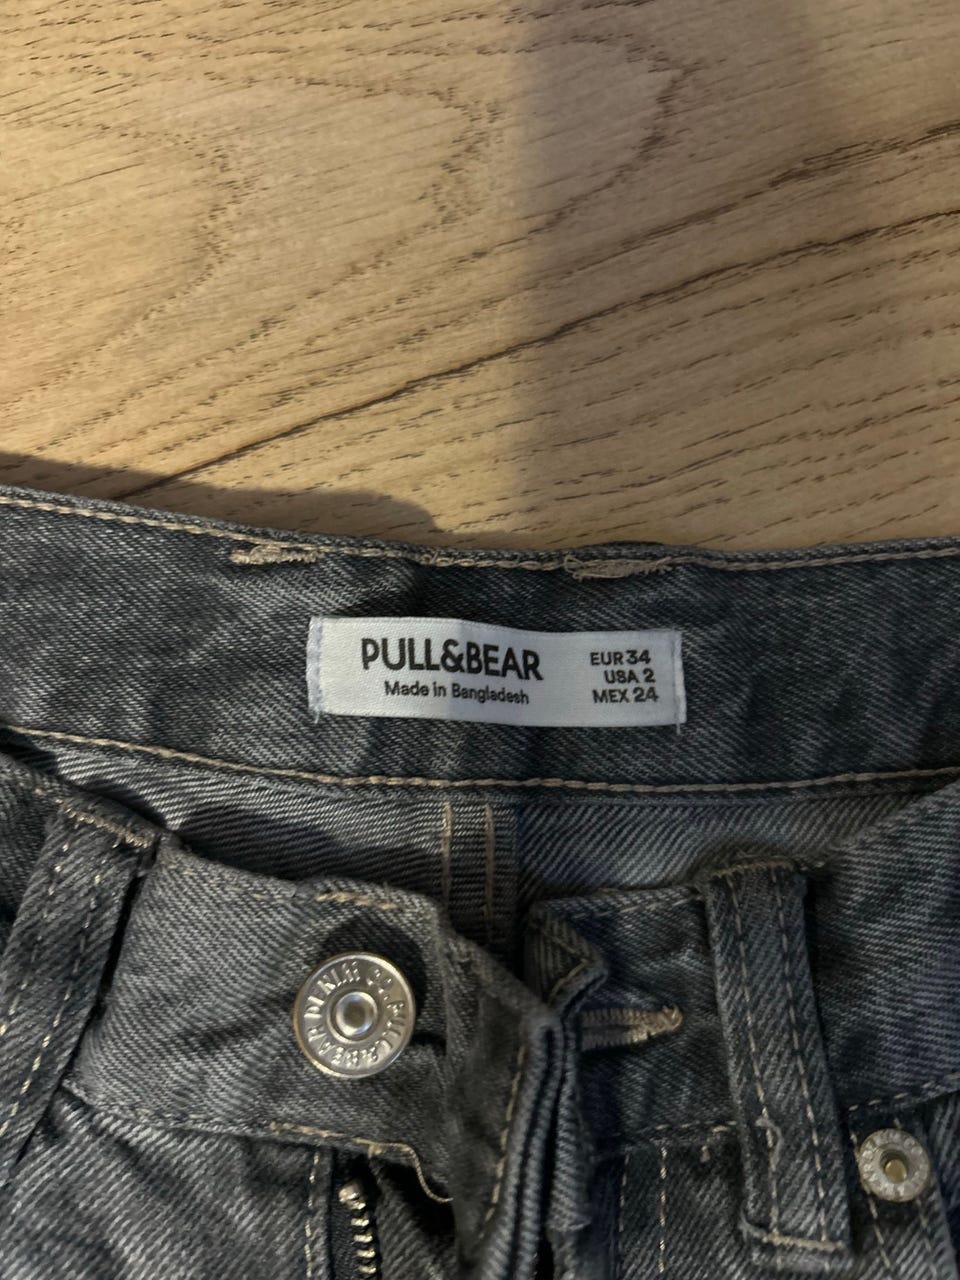 PULL&BEAR
Made in Bangladesh
EUR 34
USA 2
MEX 24